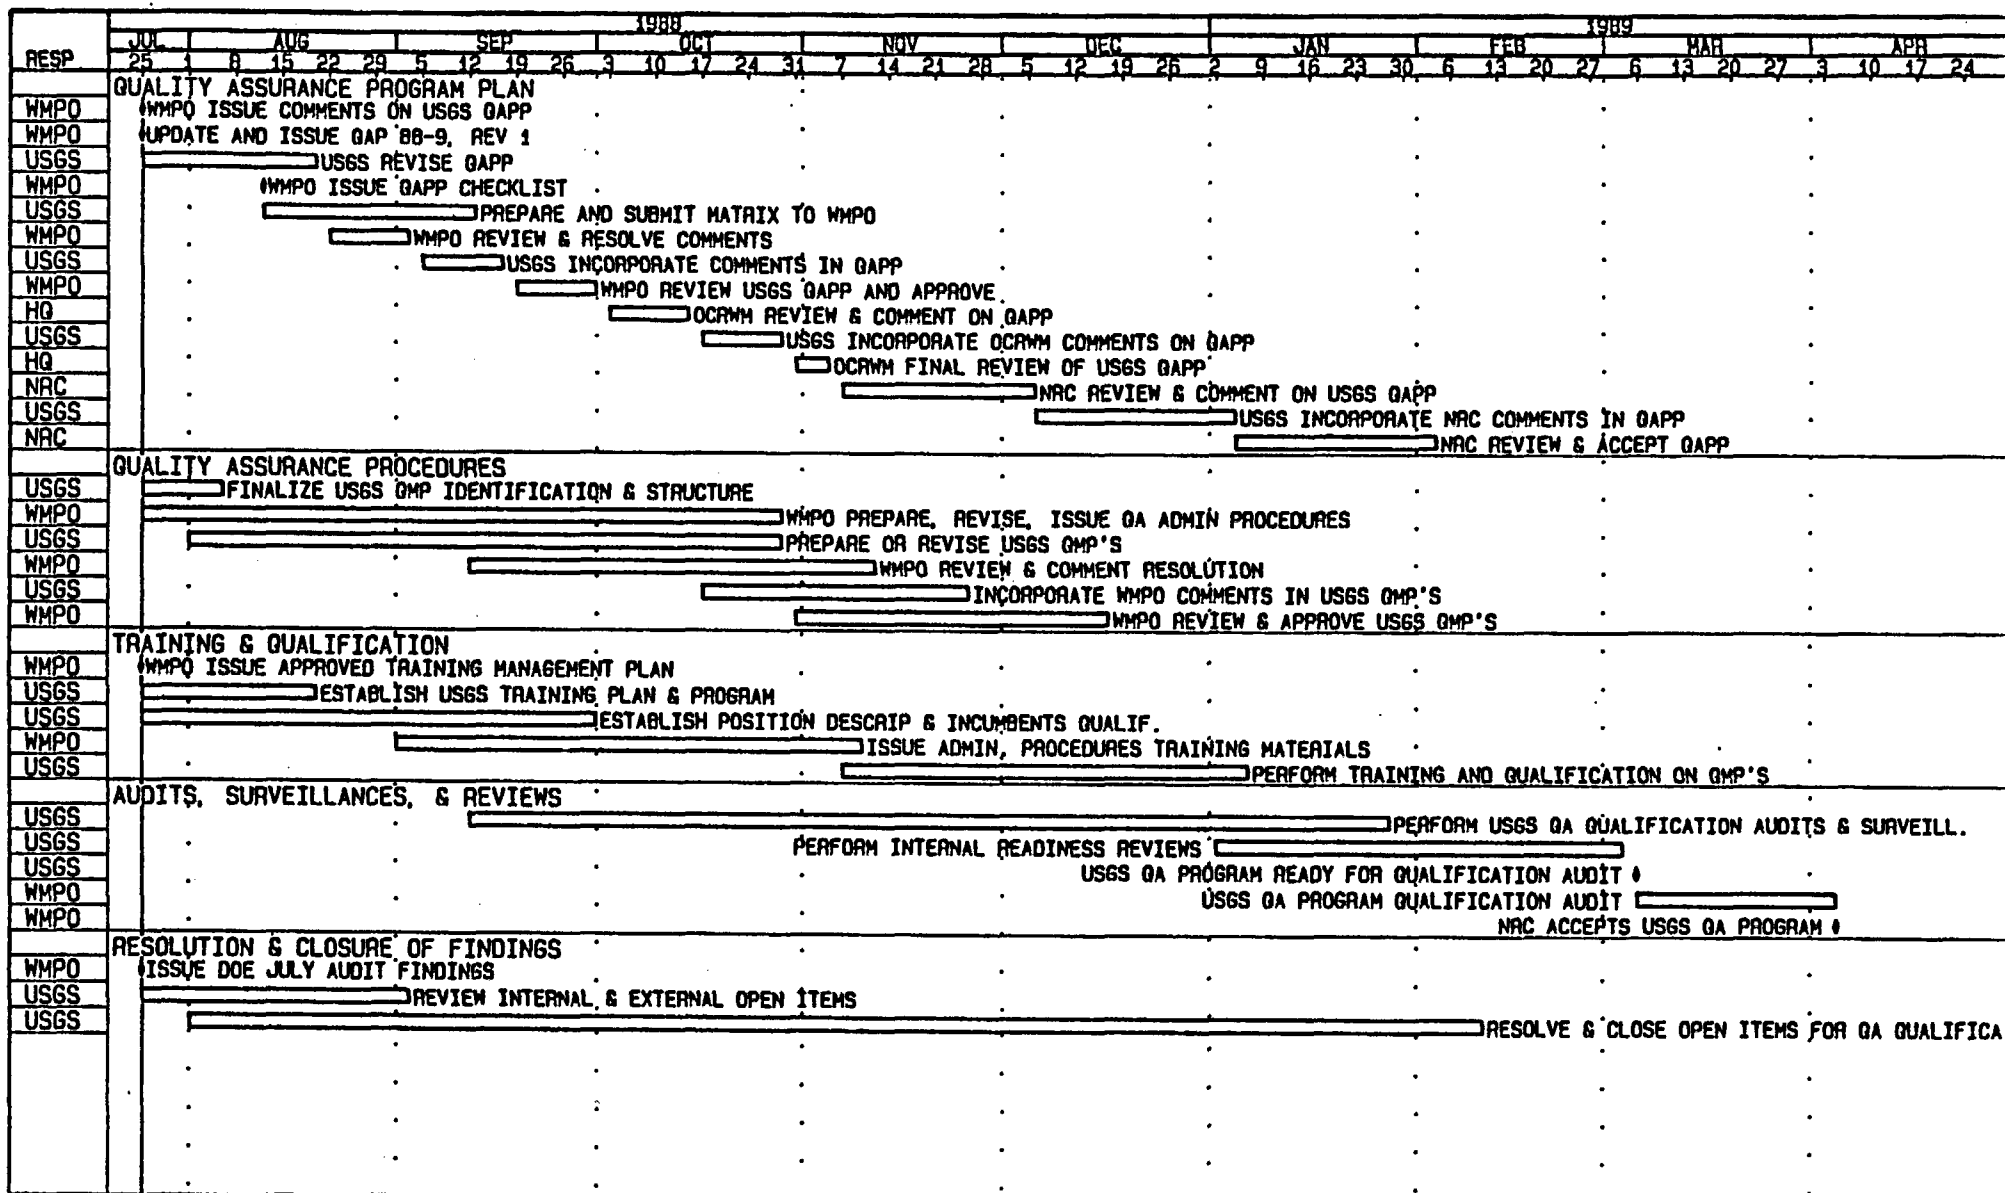 1988 1989
JUL AUG SEP OCT NOV DEC JAN FEB MAR APR
RESP 25 1 8 15 22 29 5 12 19 26 3 10 17 24 31 7 14 21 28 5 12 19 26 2 9 16 23 30 6 13 20 27 6 13 20 27 3 10 17 24
QUALITY ASSURANCE PROGRAM PLAN
WMPO WMPO ISSUE COMMENTS ON USGS QAPP
WMPO UPDATE AND ISSUE QAP 88-9, REV 1
USGS USGS REVISE QAPP
WMPO WMPO ISSUE QAPP CHECKLIST
USGS PREPARE AND SUBMIT MATRIX TO WMPO
WMPO WMPO REVIEW & RESOLVE COMMENTS
USGS USGS INCORPORATE COMMENTS IN QAPP
WMPO WMPO REVIEW USGS QAPP AND APPROVE
HQ OCRWM REVIEW & COMMENT ON QAPP
USGS USGS INCORPORATE OCRWM COMMENTS ON QAPP
HQ OCRWM FINAL REVIEW OF USGS QAPP
NRC NRC REVIEW & COMMENT ON USGS QAPP
USGS USGS INCORPORATE NRC COMMENTS IN QAPP
NRC NRC REVIEW & ACCEPT QAPP
QUALITY ASSURANCE PROCEDURES
USGS FINALIZE USGS QMP IDENTIFICATION & STRUCTURE
WMPO WMPO PREPARE, REVISE, ISSUE QA ADMIN PROCEDURES
USGS PREPARE OR REVISE USGS QMP'S
WMPO WMPO REVIEW & COMMENT RESOLUTION
USGS INCORPORATE WMPO COMMENTS IN USGS QMP'S
WMPO WMPO REVIEW & APPROVE USGS QMP'S
TRAINING & QUALIFICATION
WMPO WMPO ISSUE APPROVED TRAINING MANAGEMENT PLAN
USGS ESTABLISH USGS TRAINING PLAN & PROGRAM
USGS ESTABLISH POSITION DESCRIP & INCUMBENTS QUALIF.
WMPO ISSUE ADMIN, PROCEDURES TRAINING MATERIALS
USGS PERFORM TRAINING AND QUALIFICATION ON QMP'S
AUDITS, SURVEILLANCES, & REVIEWS
USGS PERFORM USGS QA QUALIFICATION AUDITS & SURVEILL.
USGS PERFORM INTERNAL READINESS REVIEWS
USGS USGS QA PROGRAM READY FOR QUALIFICATION AUDIT
WMPO USGS QA PROGRAM QUALIFICATION AUDIT
WMPO NRC ACCEPTS USGS QA PROGRAM
RESOLUTION & CLOSURE OF FINDINGS
WMPO ISSUE DOE JULY AUDIT FINDINGS
USGS REVIEW INTERNAL & EXTERNAL OPEN ITEMS
USGS RESOLVE & CLOSE OPEN ITEMS FOR QA QUALIFICA